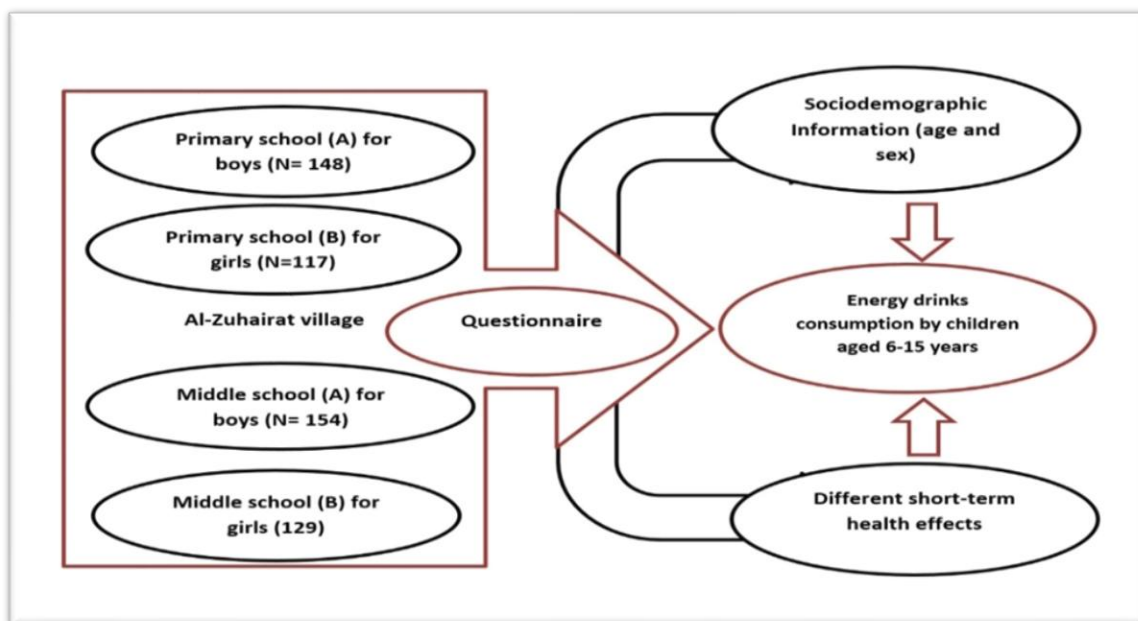 Primary school (A) for
boys (N= 148)
Primary school (B) for
girls (N=117)
Al-Zuhairat village
Middle school (A) for
boys (N= 154)
Middle school (B) for
girls (129)
Questionnaire
Sociodemographic
Information (age and
sex)
Energy drinks
consumption by children
aged 6-15 years
Different short-term
health effects